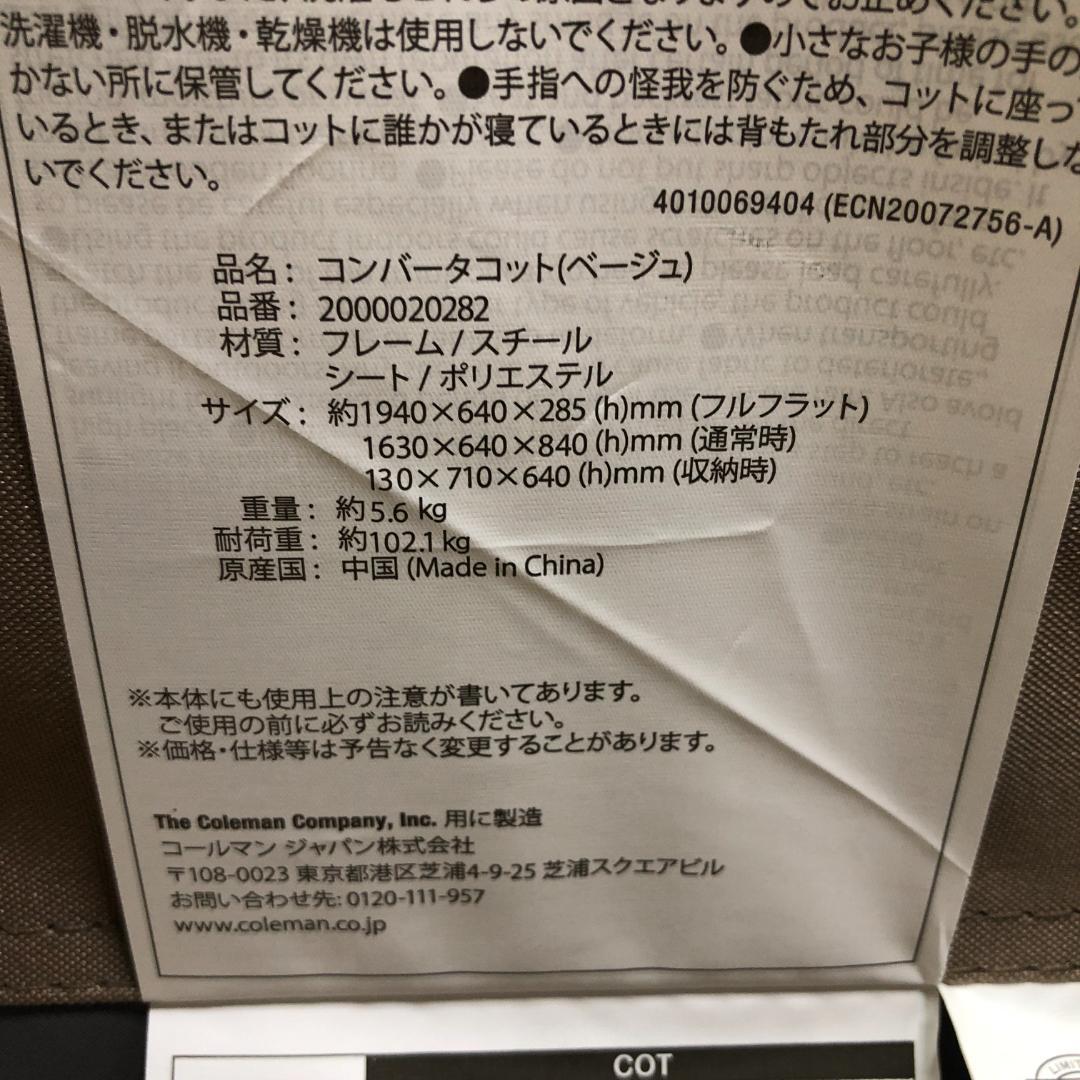 洗濯機・脱水機・乾燥機は使用しないでください。●小さなお子様の手の
かない所に保管してください。●手指への怪我を防ぐため、コットに座っ
いるとき、またはコットに誰かが寝ているときには背もたれ部分を調整しな
いでください。
4010069404 (ECN20072756-A)
品名： コンバータコット(ベージュ)
品番： 2000020282
材質： フレーム / スチール
シート / ポリエステル
サイズ： 約1940×640×285 (h)mm (フルフラット)
1630×640×840 (h)mm (通常時)
130×710×640 (h)mm (収納時)
重量： 約5.6 kg
耐荷重： 約102.1 kg
原産国： 中国 (Made in China)
※本体にも使用上の注意が書いてあります。
ご使用の前に必ずお読みください。
※価格・仕様等は予告なく変更することがあります。
The Coleman Company, Inc. 用に製造
コールマン ジャパン株式会社
〒108-0023 東京都港区芝浦4-9-25 芝浦スクエアビル
お問い合わせ先: 0120-111-957
www.coleman.co.jp
COT
LIMIT